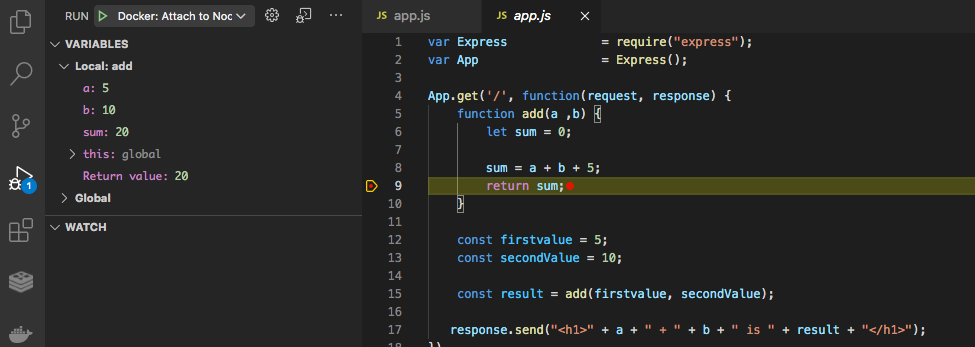 RUN Docker: Attach to Noc
VARIABLES
Local: add
a: 5
b: 10
sum: 20
this: global
Return value: 20
Global
WATCH
1
JS app.js JS app.js
1 var Express = require("express");
2 var App = Express();
3
4 App.get('/', function(request, response) {
5 function add(a ,b) {
6 let sum = 0;
7
8 sum = a + b + 5;
9 return sum;
10 }
11
12 const firstvalue = 5;
13 const secondValue = 10;
14
15 const result = add(firstvalue, secondValue);
16
17 response.send("<h1>" + a + " + " + b + " is " + result + "</h1>");
18 })